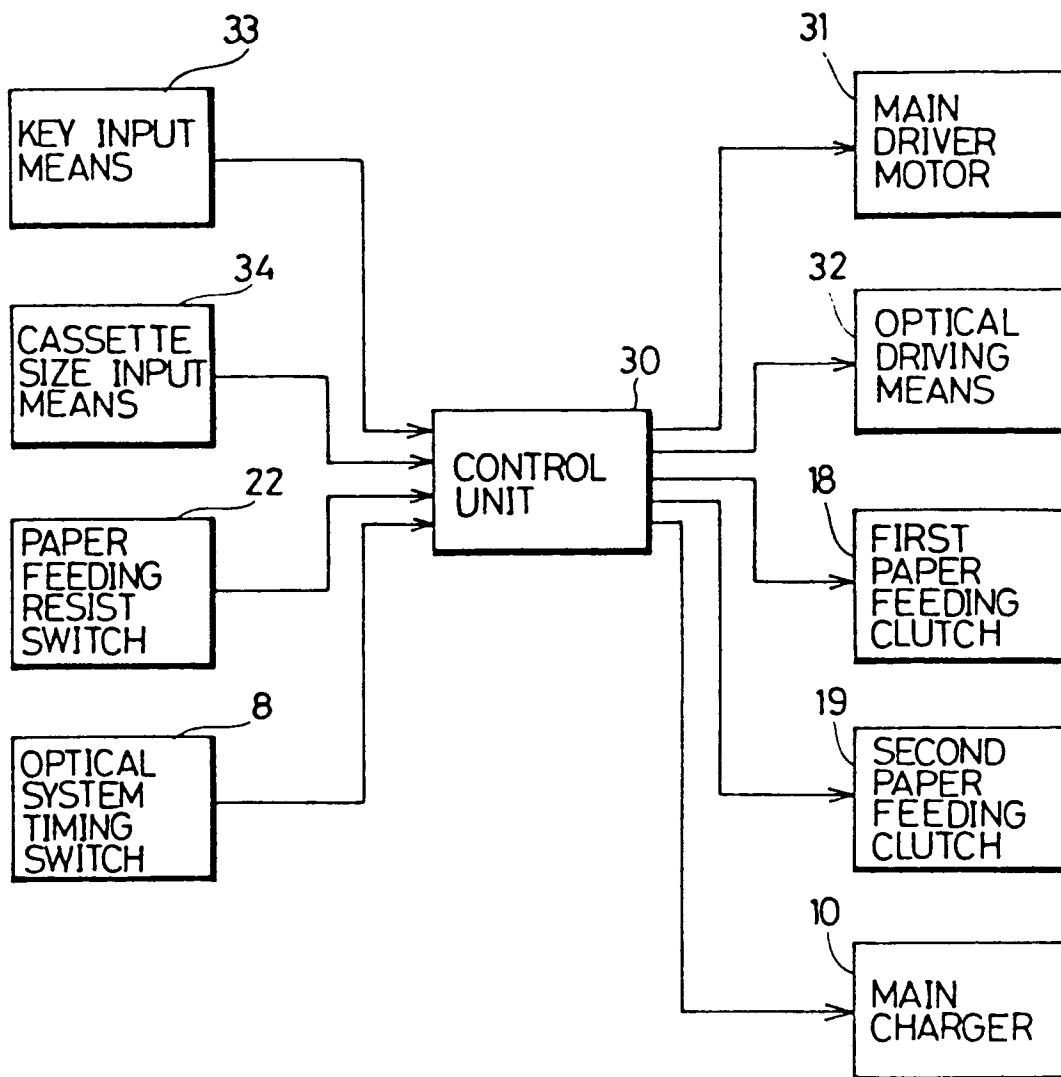 33
KEY INPUT
MEANS
34
CASSETTE
SIZE INPUT
MEANS
22
PAPER
FEEDING
RESIST
SWITCH
8
OPTICAL
SYSTEM
TIMING
SWITCH
30
CONTROL
UNIT
31
MAIN
DRIVER
MOTOR
32
OPTICAL
DRIVING
MEANS
18
FIRST
PAPER
FEEDING
CLUTCH
19
SECOND
PAPER
FEEDING
CLUTCH
10
MAIN
CHARGER